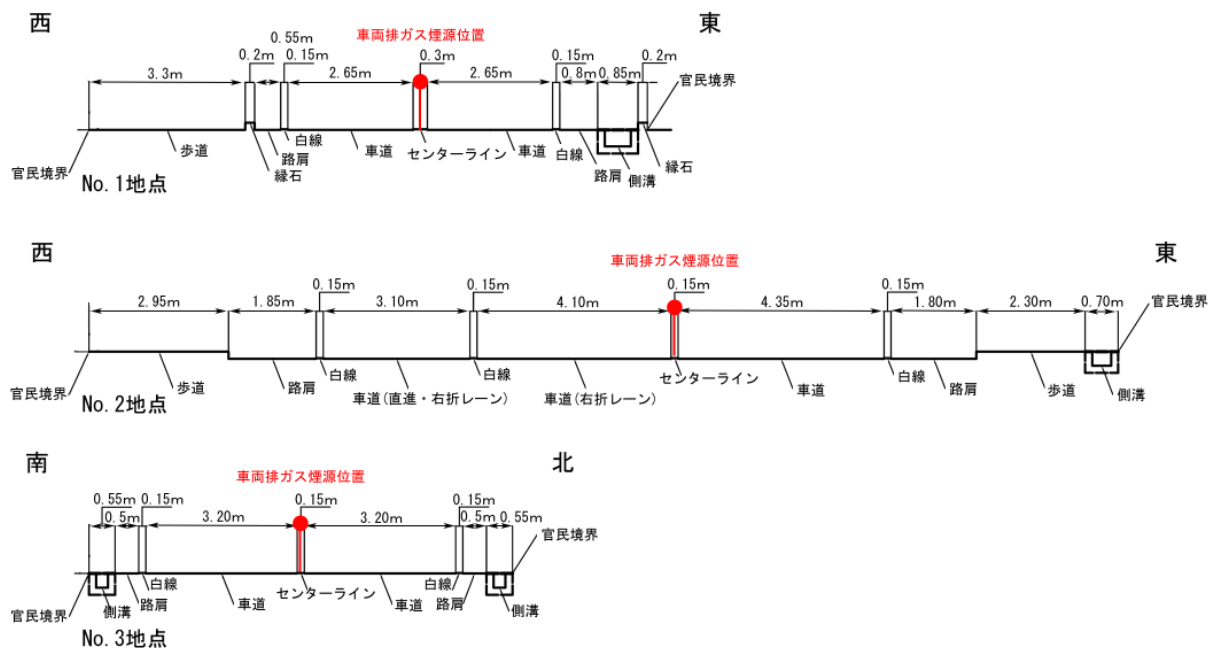 西
車両排ガス煙源位置
東
0.55m
0.2m
0.15m
0.3m
0.15m
0.2m
3.3m
2.65m
2.65m
0.8m
0.85m
官民境界
官民境界
歩道
路肩
縁石
白線
車道
センターライン
車道
白線
路肩
側溝
縁石
No.1地点
西
車両排ガス煙源位置
東
0.15m
0.15m
0.15m
0.15m
2.95m
1.85m
3.10m
4.10m
4.35m
1.80m
2.30m
0.70m
官民境界
官民境界
歩道
路肩
白線
車道(直進・右折レーン)
白線
車道(右折レーン)
センターライン
車道
白線
路肩
歩道
側溝
No.2地点
南
車両排ガス煙源位置
北
0.55m
0.15m
0.15m
0.15m
0.5m
3.20m
3.20m
0.5m
0.55m
官民境界
官民境界
側溝
路肩
白線
車道
センターライン
車道
白線
路肩
側溝
No.3地点